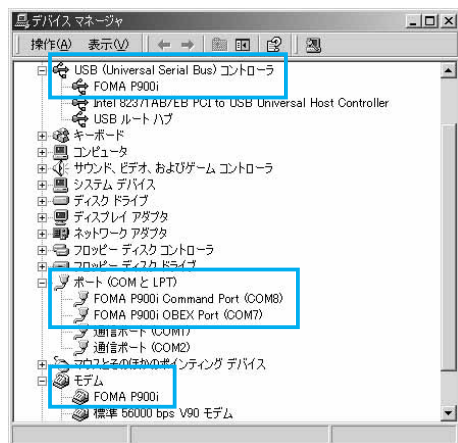 デバイス マネージャ
操作(A) 表示(V)
USB (Universal Serial Bus) コントローラ
FOMA P900i
Intel 82371AB/EB PCI to USB Universal Host Controller
USB ルート ハブ
キーボード
コンピュータ
サウンド、ビデオ、およびゲーム コントローラ
システム デバイス
ディスク ドライブ
ディスプレイ アダプタ
ネットワーク アダプタ
フロッピー ディスク コントローラ
フロッピー ディスク ドライブ
ポート (COM と LPT)
FOMA P900i Command Port (COM8)
FOMA P900i OBEX Port (COM7)
通信ポート (COM1)
通信ポート (COM2)
マウスとそのほかのポインティング デバイス
モデム
FOMA P900i
標準 56000 bps V90 モデム